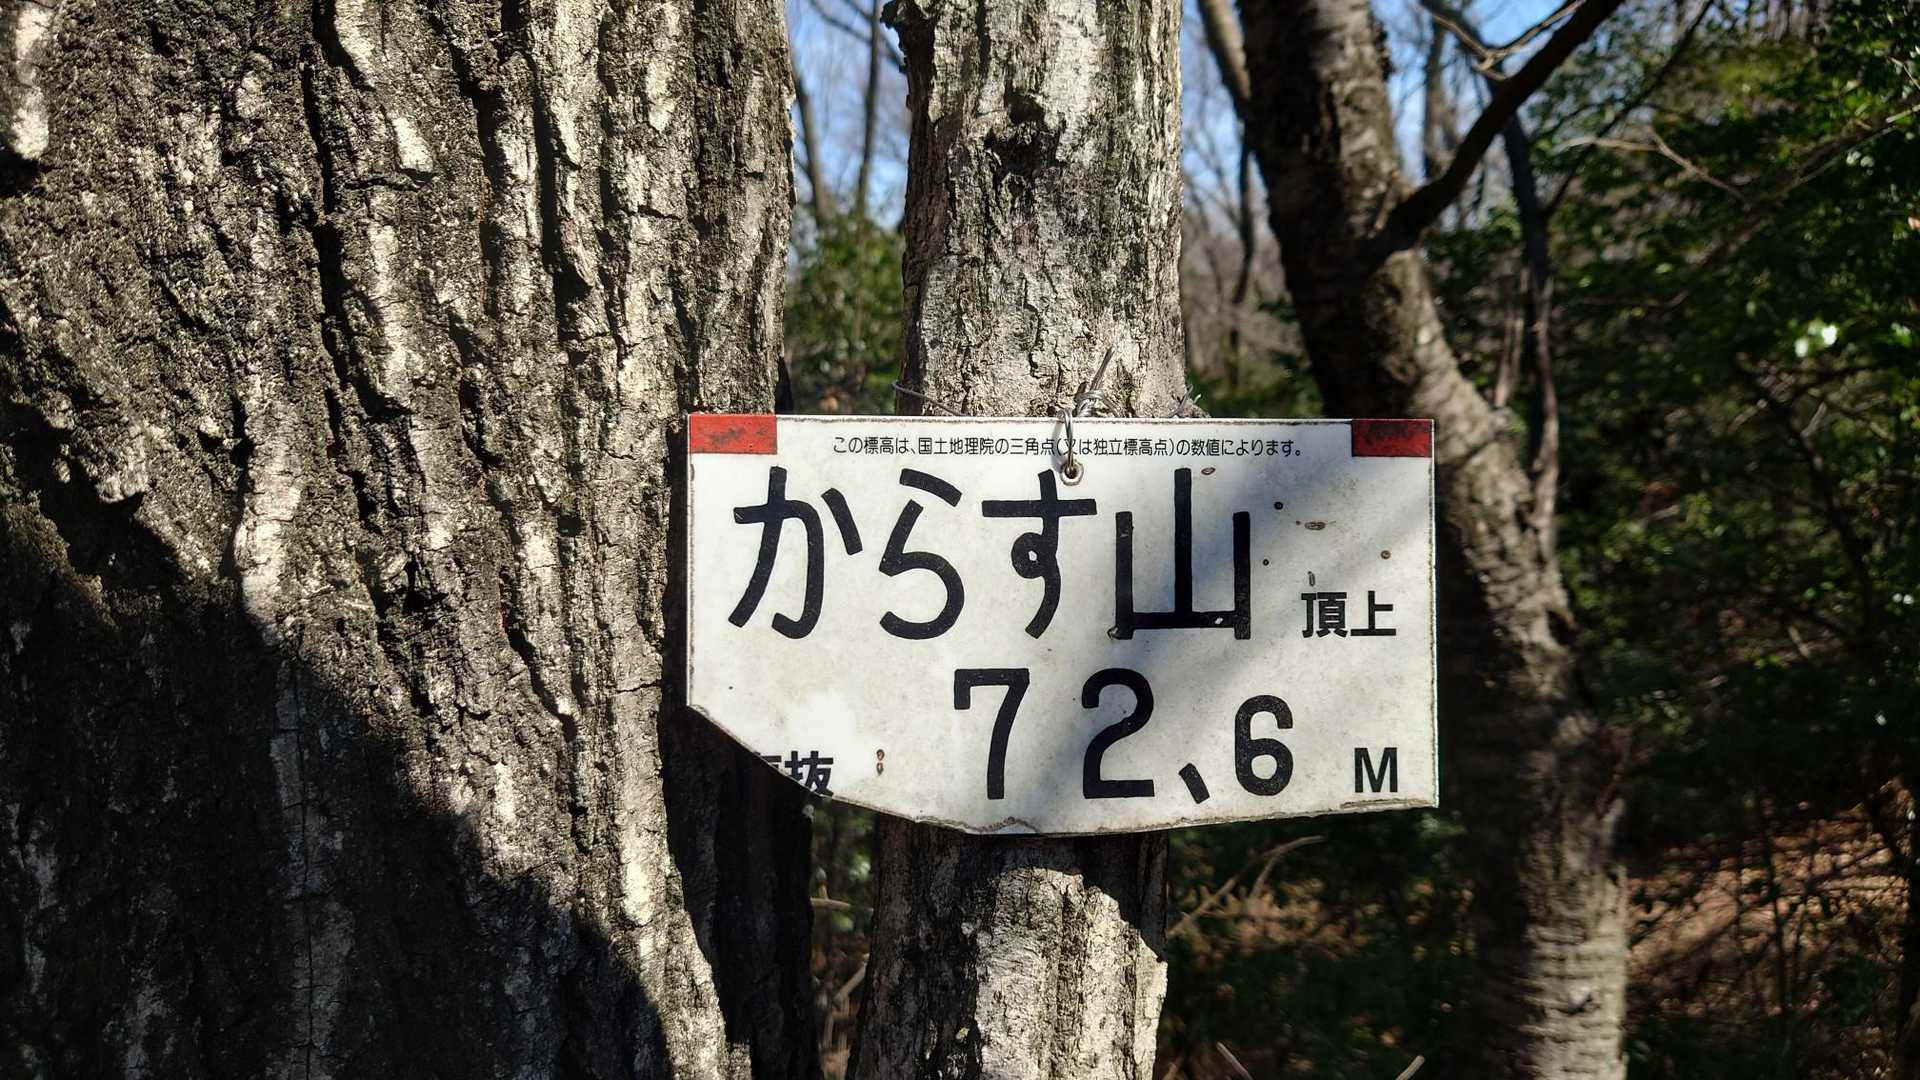 この標高は、国土地理院の三角点(又は独立標高点)の数値によります。
からす山 頂上
72、6 M
抜